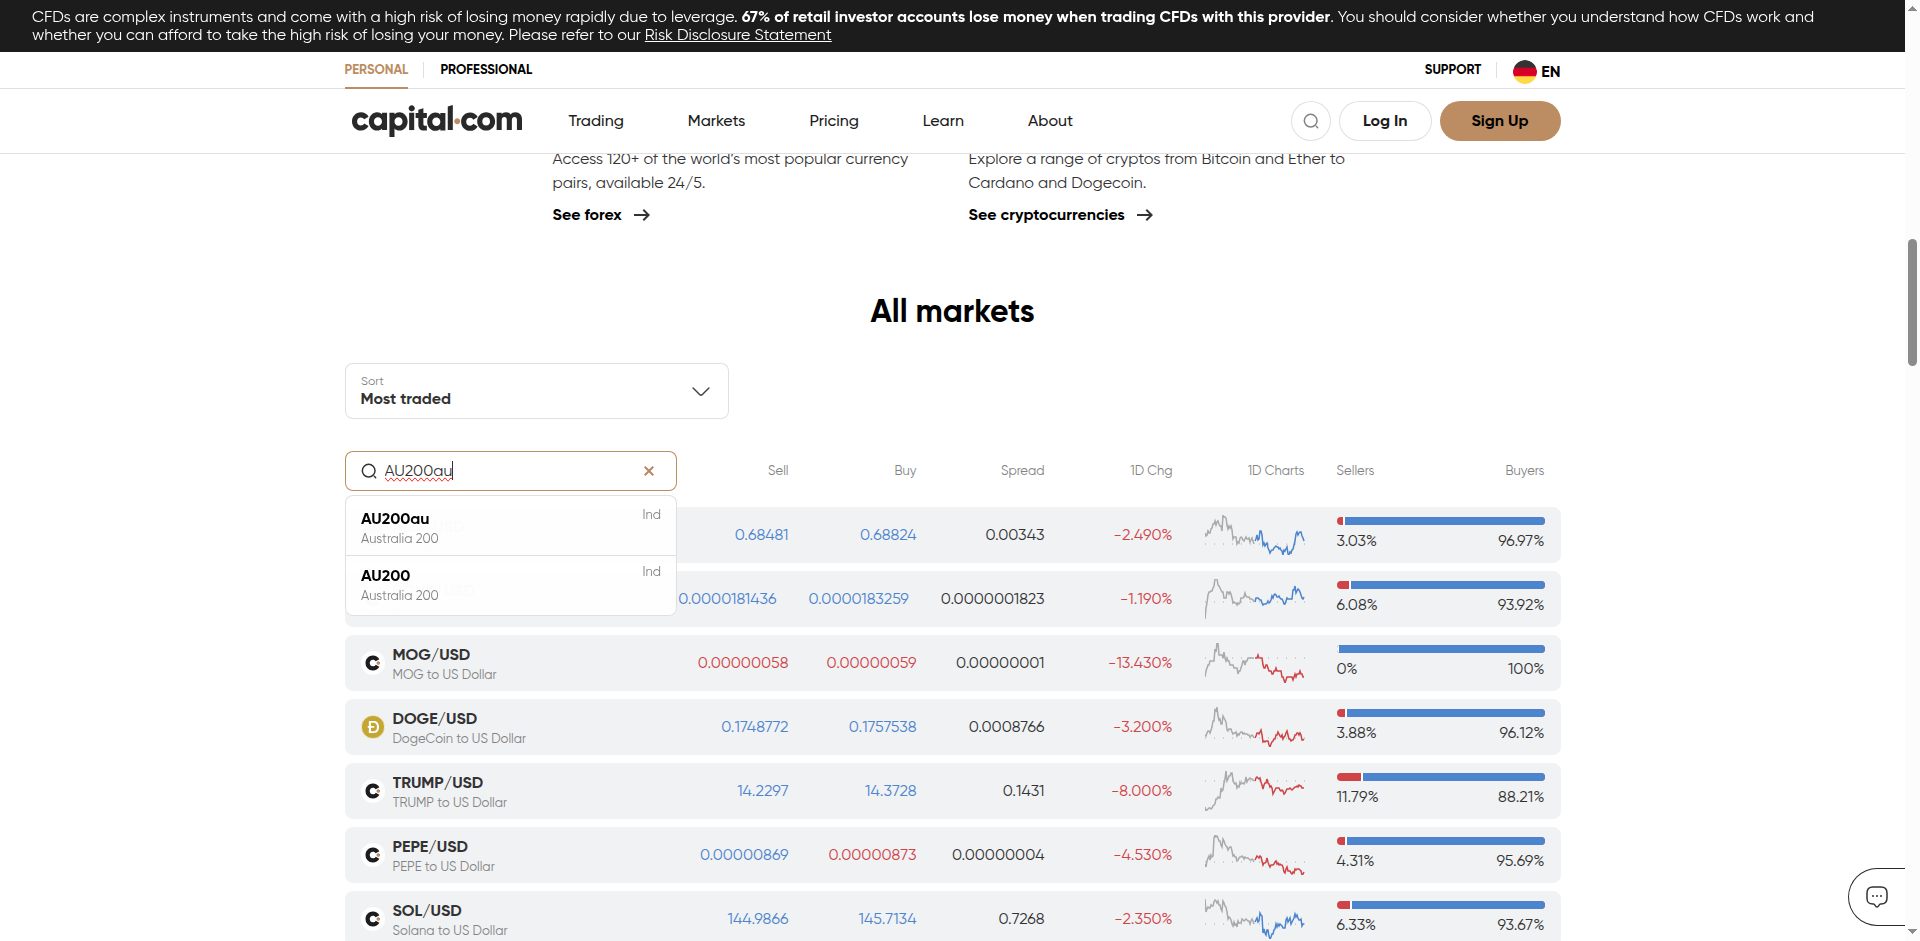 CFDs are complex instruments and come with a high risk of losing money rapidly due to leverage. 67% of retail investor accounts lose money when trading CFDs with this provider. You should consider whether you understand how CFDs work and
whether you can afford to take the high risk of losing your money. Please refer to our Risk Disclosure Statement
PERSONAL PROFESSIONAL SUPPORT EN
capital.com Trading Markets Pricing Learn About Log In Sign Up
Access 120+ of the world's most popular currency
pairs, available 24/5.
See forex
Explore a range of cryptos from Bitcoin and Ether to
Cardano and Dogecoin.
See cryptocurrencies
All markets
Sort
Most traded
AU200au Sell Buy Spread 1D Chg 1D Charts Sellers Buyers
AU200au Ind
Australia 200
AU200 Ind
Australia 200
0.68481 0.68824 0.00343 -2.490% 3.03% 96.97%
0.0000181436 0.0000183259 0.0000001823 -1.190% 6.08% 93.92%
MOG/USD
MOG to US Dollar
0.00000058 0.00000059 0.00000001 -13.430% 0% 100%
DOGE/USD
DogeCoin to US Dollar
0.1748772 0.1757538 0.0008766 -3.200% 3.88% 96.12%
TRUMP/USD
TRUMP to US Dollar
14.2297 14.3728 0.1431 -8.000% 11.79% 88.21%
PEPE/USD
PEPE to US Dollar
0.00000869 0.00000873 0.00000004 -4.530% 4.31% 95.69%
SOL/USD
Solana to US Dollar
144.9866 145.7134 0.7268 -2.350% 6.33% 93.67%